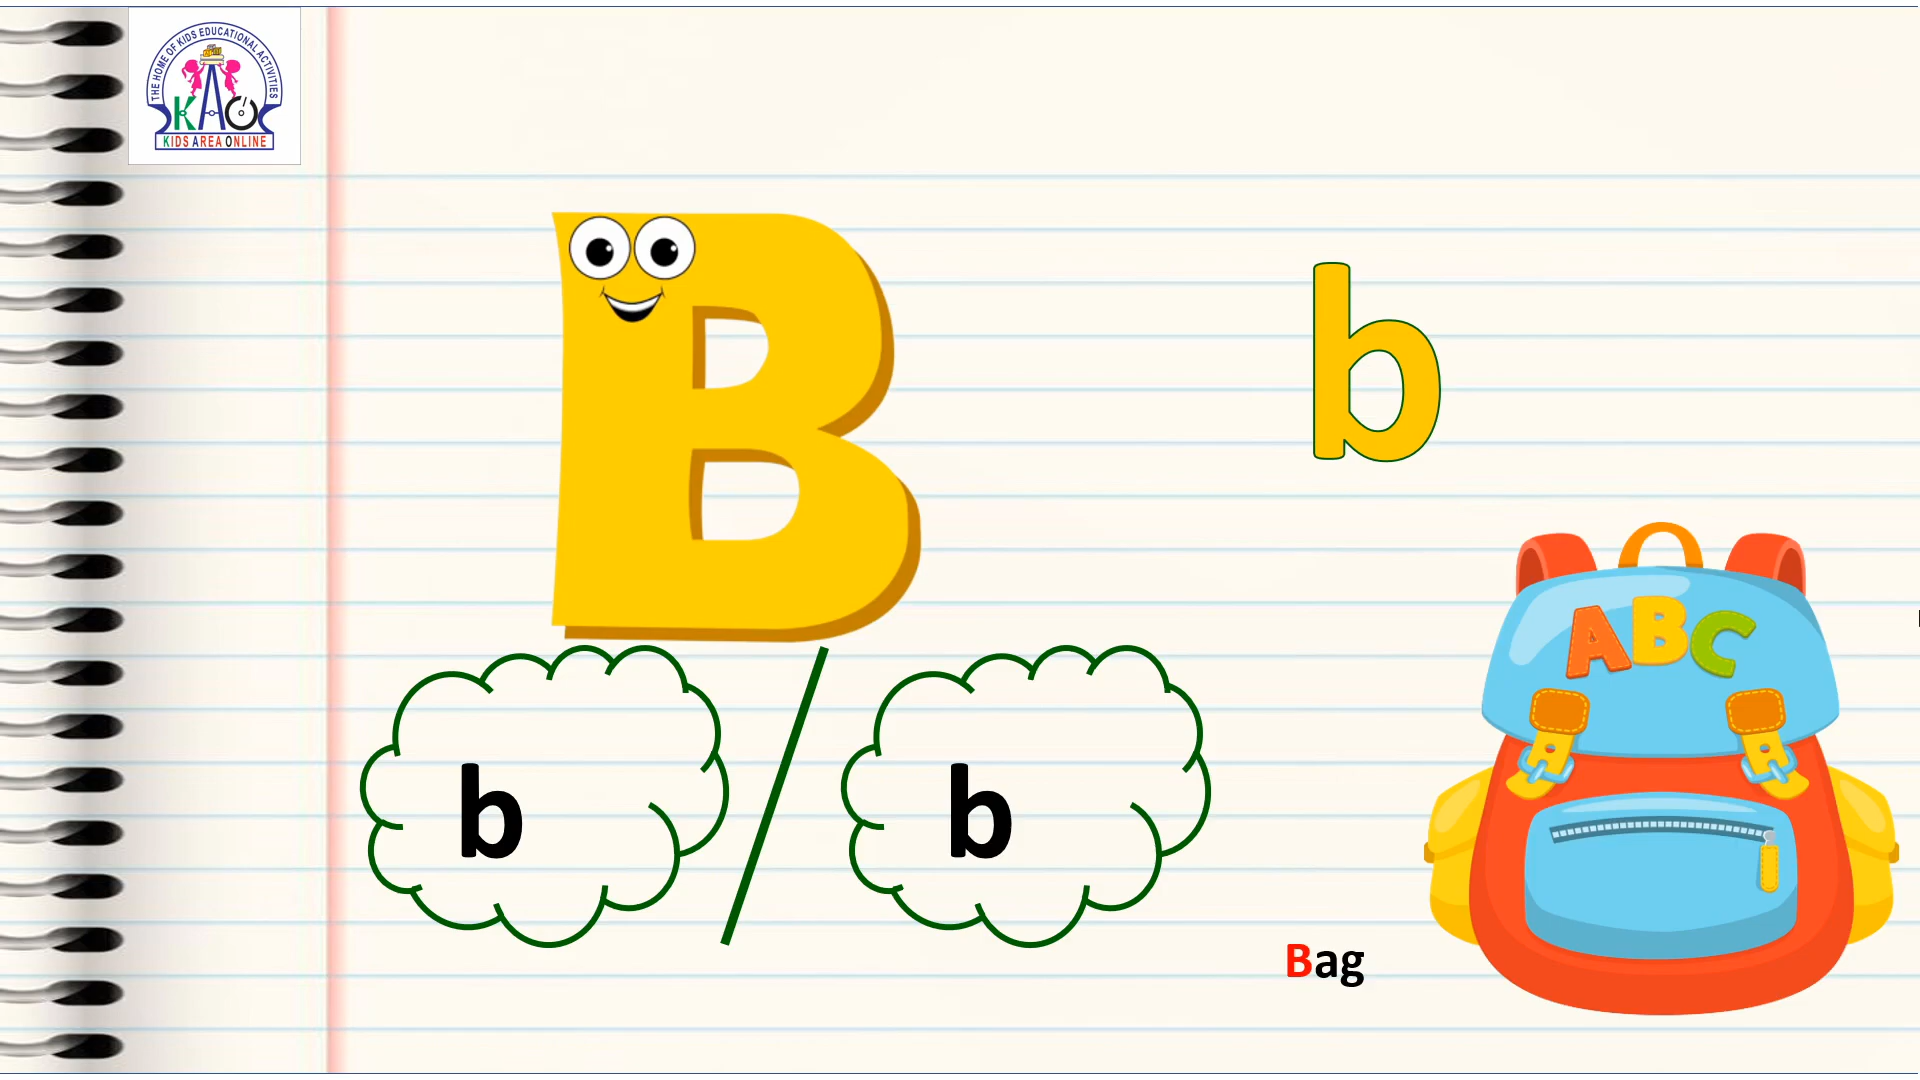 THE HOME OF KIDS EDUCATIONAL ACTIVITIES
KAO
KIDS AREA ONLINE
B
b
ABC
b / b
Bag